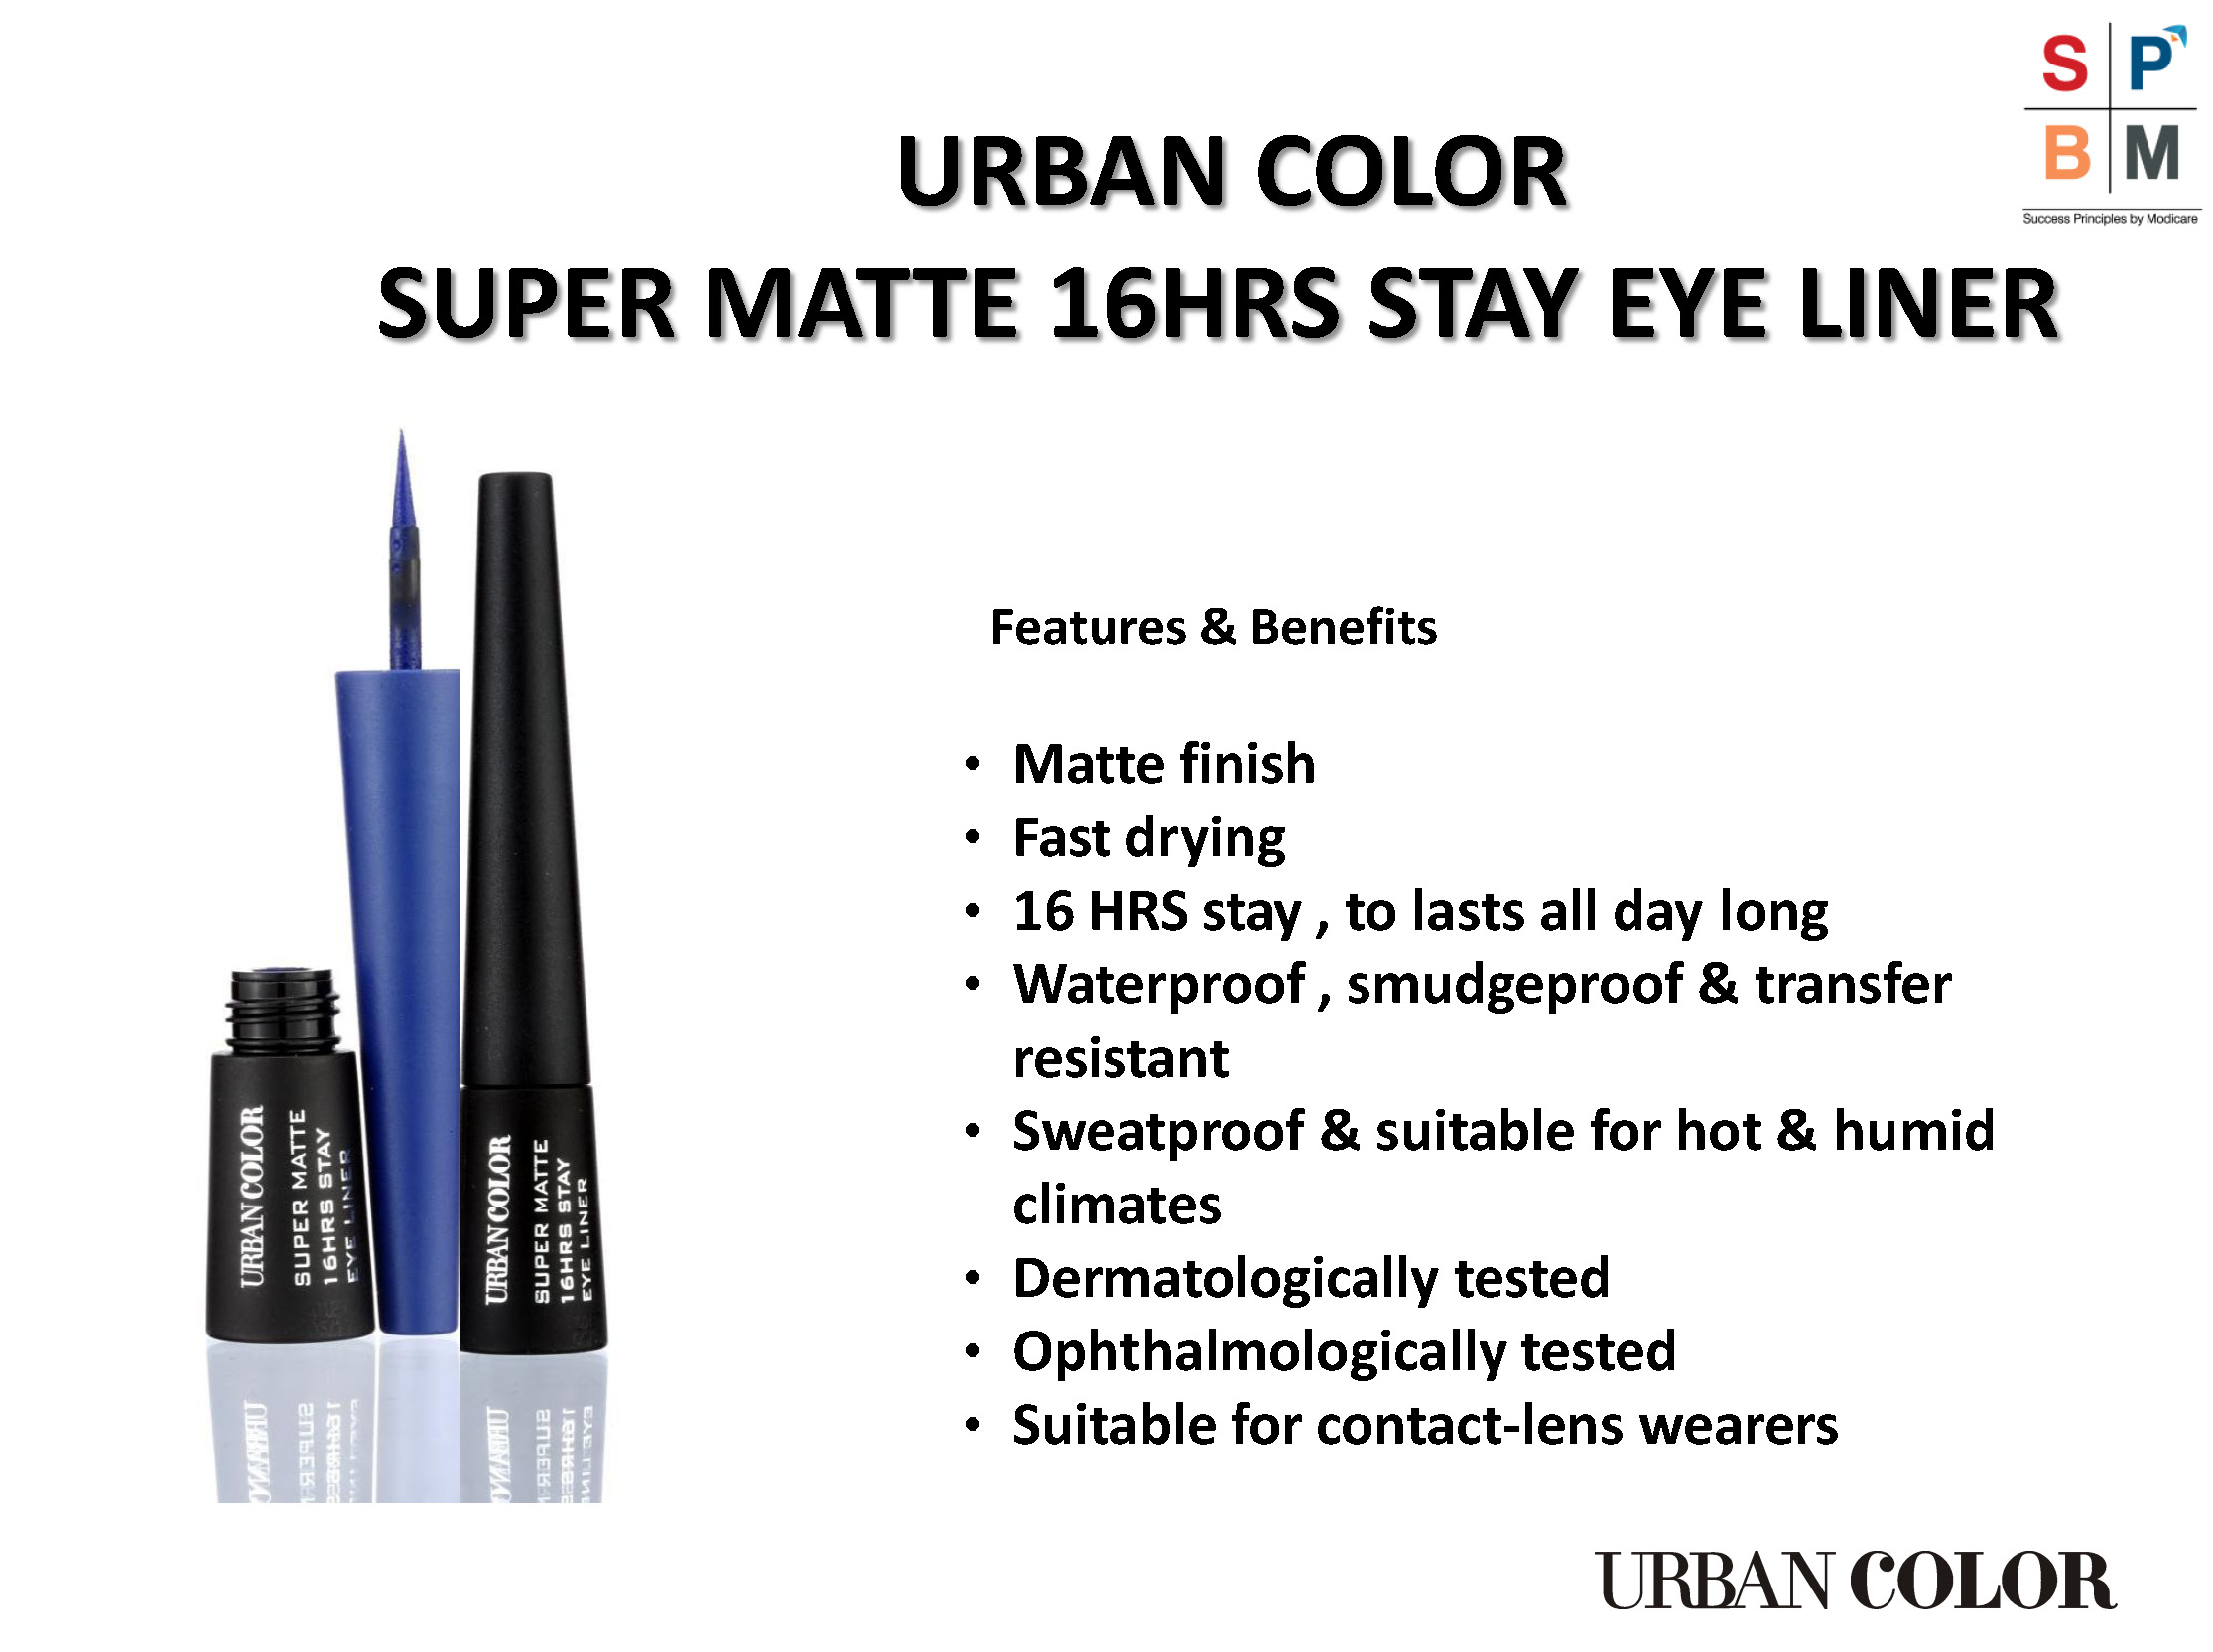 S P
B M
Success Principles by Modicare
URBAN COLOR
SUPER MATTE 16HRS STAY EYE LINER
Features & Benefits
• Matte finish
• Fast drying
• 16 HRS stay , to lasts all day long
• Waterproof , smudgeproof & transfer
resistant
• Sweatproof & suitable for hot & humid
climates
• Dermatologically tested
• Ophthalmologically tested
• Suitable for contact-lens wearers
URBAN COLOR
SUPER MATTE
16HRS STAY
EYE LINER
URBAN COLOR
SUPER MATTE
16HRS STAY
EYE LINER
URBAN COLOR